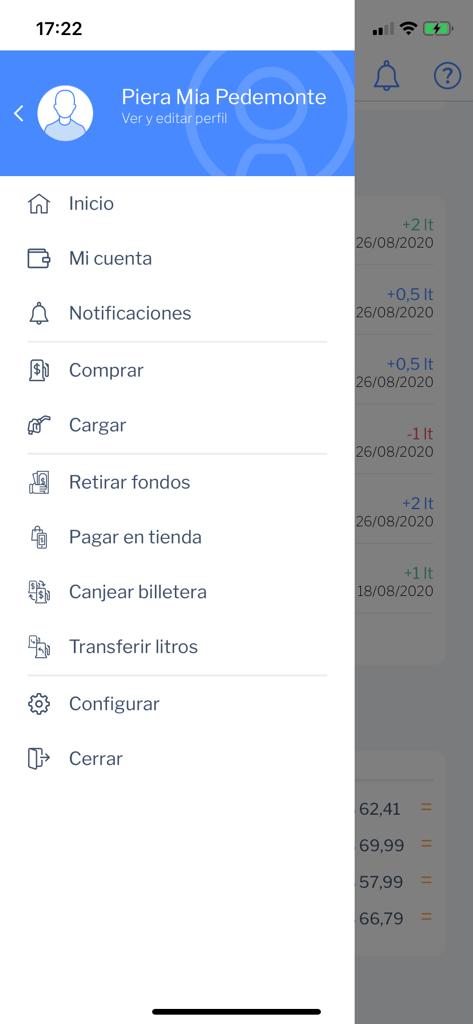 17:22
Piera Mia Pedemonte
Ver y editar perfil
Inicio
Mi cuenta
Notificaciones
Comprar
Cargar
Retirar fondos
Pagar en tienda
Canjear billetera
Transferir litros
Configurar
Cerrar
?
+2 lt
26/08/2020
+0,5 lt
26/08/2020
+0,5 lt
26/08/2020
-1 lt
26/08/2020
+2 lt
26/08/2020
+1 lt
18/08/2020
62,41 =
69,99 =
57,99 =
66,79 =